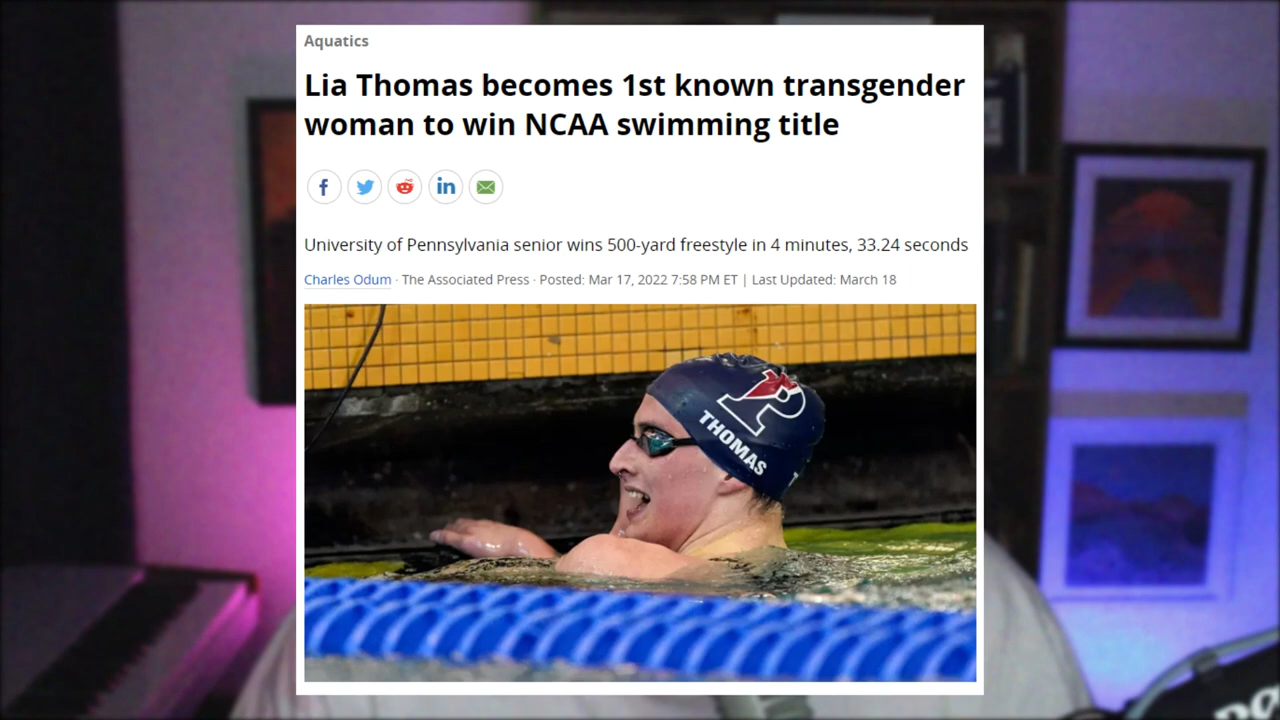 Aquatics
Lia Thomas becomes 1st known transgender
woman to win NCAA swimming title
University of Pennsylvania senior wins 500-yard freestyle in 4 minutes, 33.24 seconds
Charles Odum · The Associated Press · Posted: Mar 17, 2022 7:58 PM ET | Last Updated: March 18
P
THOMAS